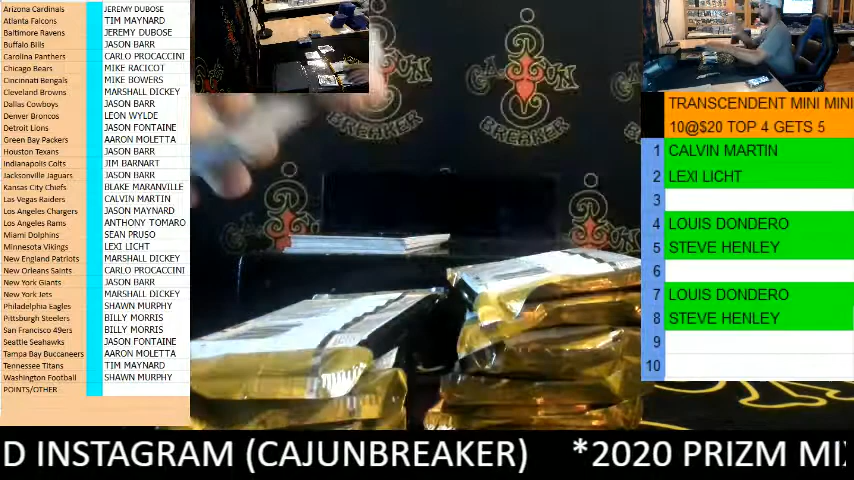 Arizona Cardinals JEREMY DUBOSE
Atlanta Falcons TIM MAYNARD
Baltimore Ravens JEREMY DUBOSE
Buffalo Bills JASON BARR
Carolina Panthers CARLO PROCACCINI
Chicago Bears MIKE RACICOT
Cincinnati Bengals MIKE BOWERS
Cleveland Browns MARSHALL DICKEY
Dallas Cowboys JASON BARR
Denver Broncos LEON WYLDE
Detroit Lions JASON FONTAINE
Green Bay Packers AARON MOLETTA
Houston Texans JASON BARR
Indianapolis Colts JIM BARNART
Jacksonville Jaguars JASON BARR
Kansas City Chiefs BLAKE MARANVILLE
Las Vegas Raiders CALVIN MARTIN
Los Angeles Chargers JASON MAYNARD
Los Angeles Rams ANTHONY TOMARO
Miami Dolphins SEAN PRUSO
Minnesota Vikings LEXI LICHT
New England Patriots MARSHALL DICKEY
New Orleans Saints CARLO PROCACCINI
New York Giants JASON BARR
New York Jets MARSHALL DICKEY
Philadelphia Eagles SHAWN MURPHY
Pittsburgh Steelers BILLY MORRIS
San Francisco 49ers BILLY MORRIS
Seattle Seahawks JASON FONTAINE
Tampa Bay Buccaneers AARON MOLETTA
Tennessee Titans TIM MAYNARD
Washington Football SHAWN MURPHY
POINTS/OTHER
CAJUN
BREAKER
BREAKER
TRANSCENDENT MINI MINI
10@$20 TOP 4 GETS 5
1 CALVIN MARTIN
2 LEXI LICHT
3
4 LOUIS DONDERO
5 STEVE HENLEY
6
7 LOUIS DONDERO
8 STEVE HENLEY
9
10
D INSTAGRAM (CAJUNBREAKER) *2020 PRIZM MI